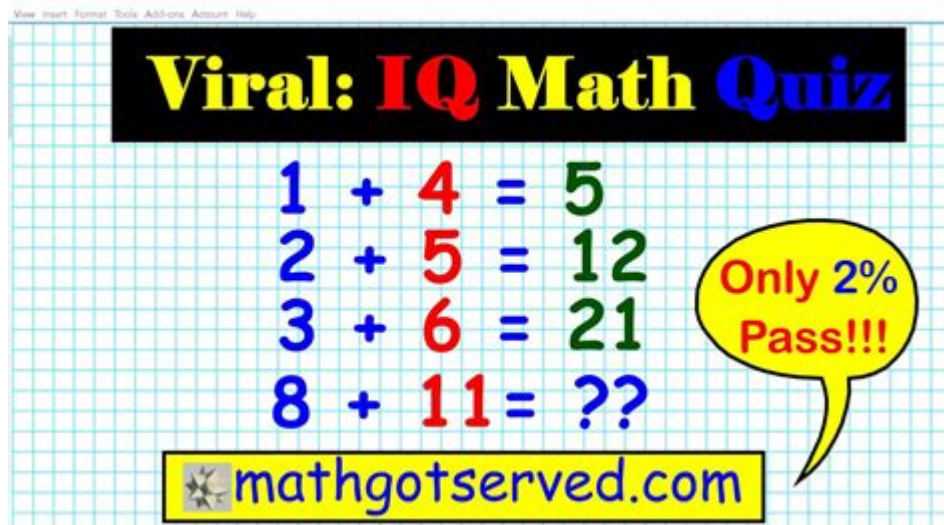 View Insert Format Tools Add-ons Account Help
Viral: IQ Math Quiz
1 + 4 = 5
2 + 5 = 12
3 + 6 = 21
8 + 11 = ??
Only 2%
Pass!!!
mathgotserved.com